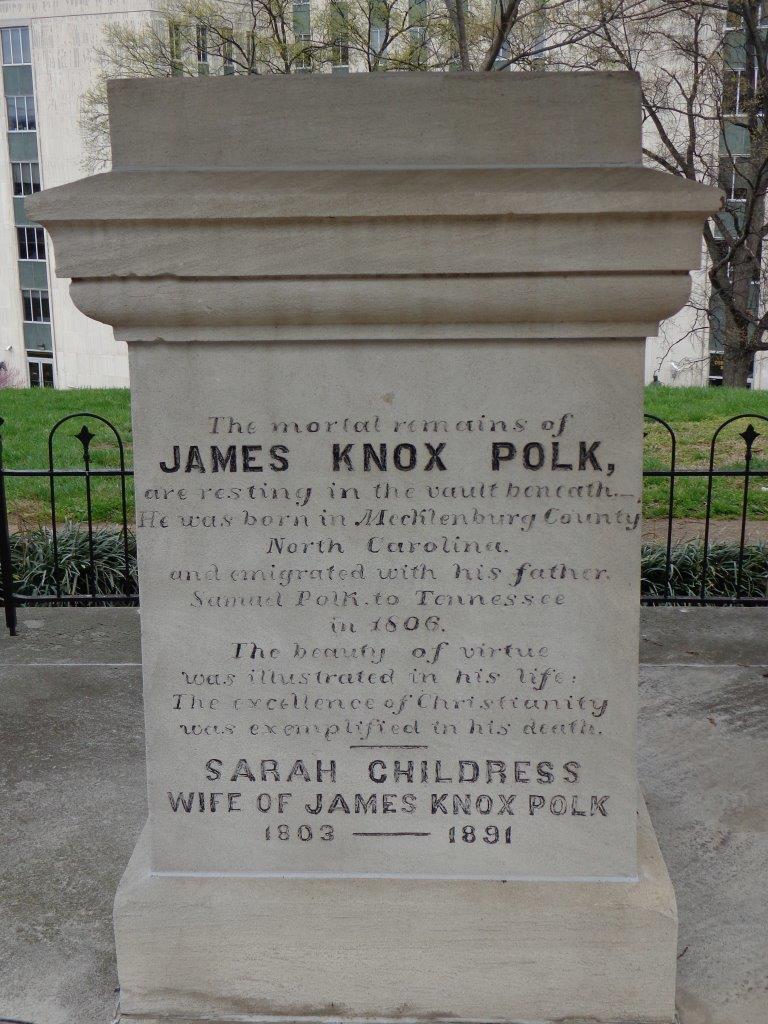 The mortal remains of
JAMES KNOX POLK,
are resting in the vault beneath.
He was born in Mecklenburg County
North Carolina.
and emigrated with his father.
Samuel Polk. to Tennessee
in 1806.
The beauty of virtue
was illustrated in his life:
The excellence of Christianity
was exemplified in his death.
SARAH CHILDRESS
WIFE OF JAMES KNOX POLK
1803 — 1891